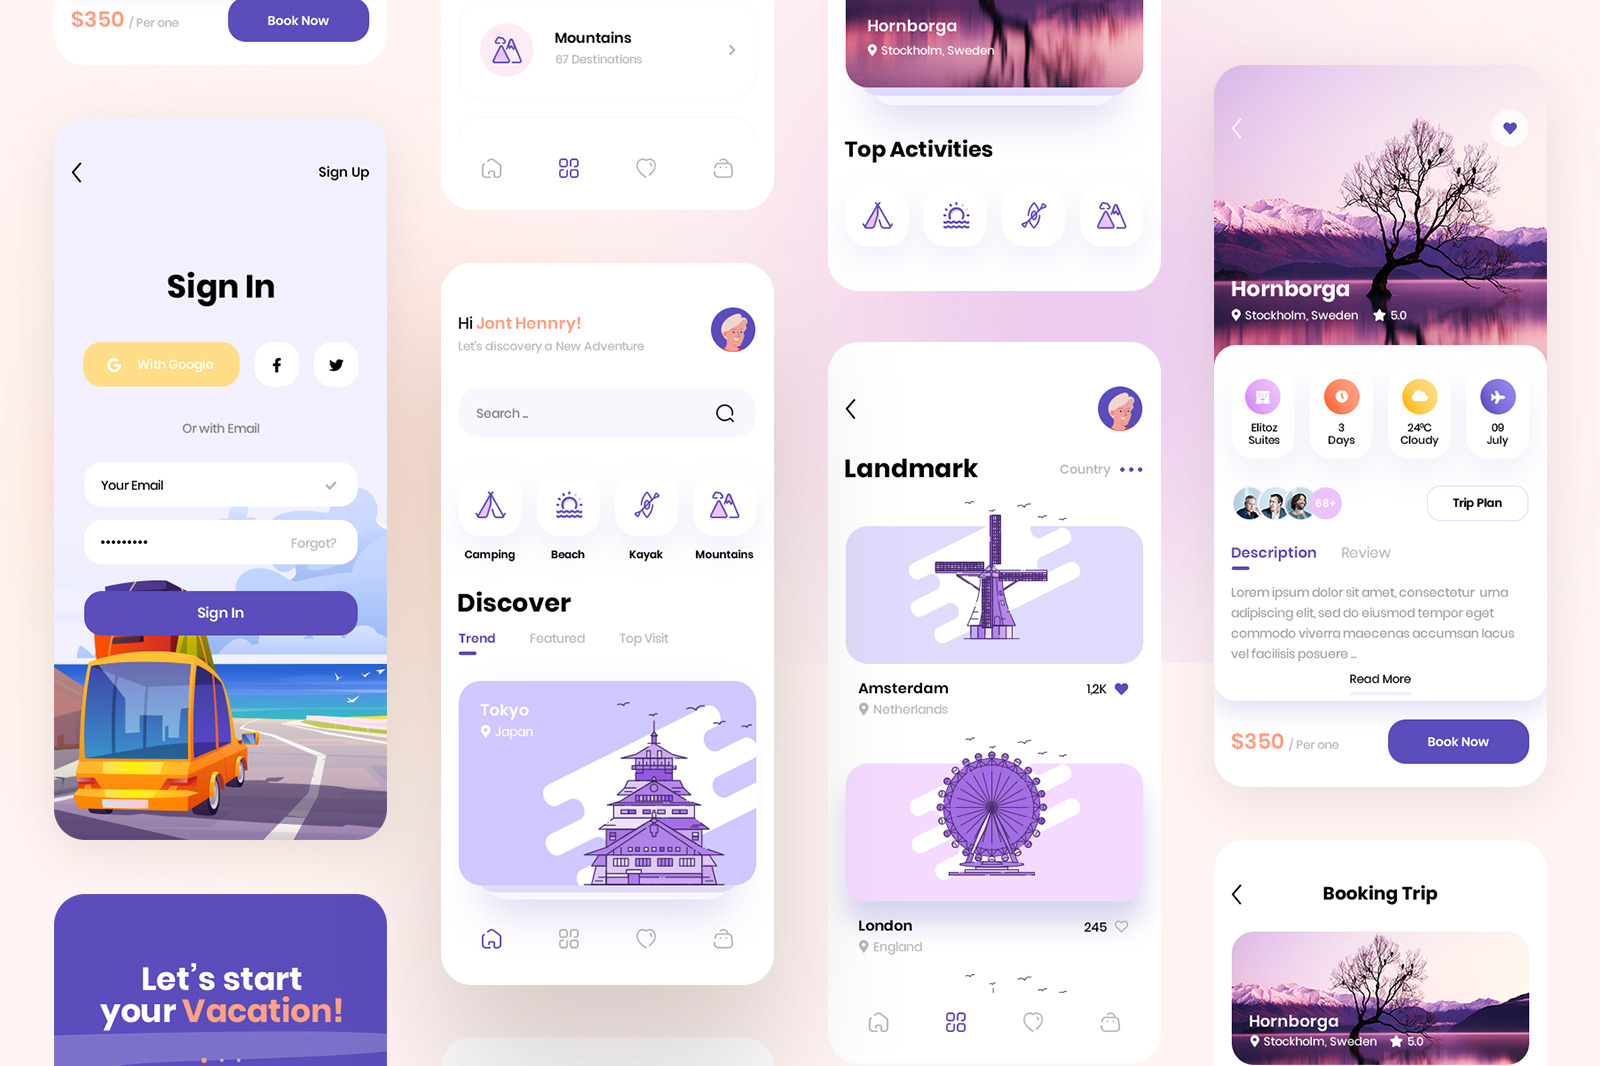 $350 / Per one
Book Now
Sign Up
Sign In
With Google
Or with Email
Your Email
Forgot?
Sign In
Let's start
your Vacation!
Mountains
67 Destinations
Hi Jont Hennry!
Let's discovery a New Adventure
Search ...
Camping
Beach
Kayak
Mountains
Discover
Trend
Featured
Top Visit
Tokyo
Japan
Hornborga
Stockholm, Sweden
Top Activities
Landmark
Country
Amsterdam
1,2K
Netherlands
London
245
England
Hornborga
Stockholm, Sweden
5.0
Elitoz
Suites
3
Days
24°C
Cloudy
09
July
68+
Trip Plan
Description
Review
Lorem ipsum dolor sit amet, consectetur urna
adipiscing elit, sed do eiusmod tempor eget
commodo viverra maecenas accumsan lacus
vel facilisis posuere ...
Read More
$350 / Per one
Book Now
Booking Trip
Hornborga
Stockholm, Sweden
5.0